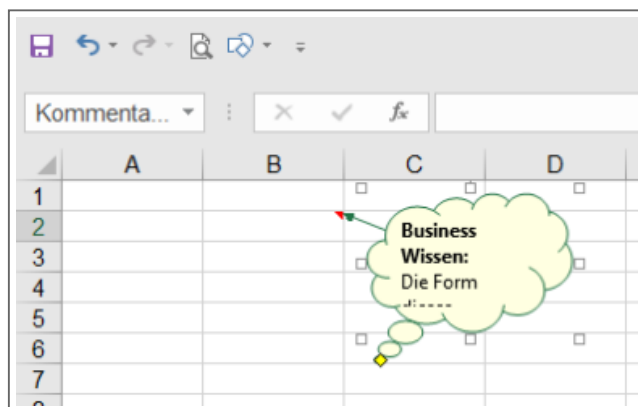 Kommenta...
fx
A B C D
1
2
Business
3
Wissen:
4
Die Form
5
6
7